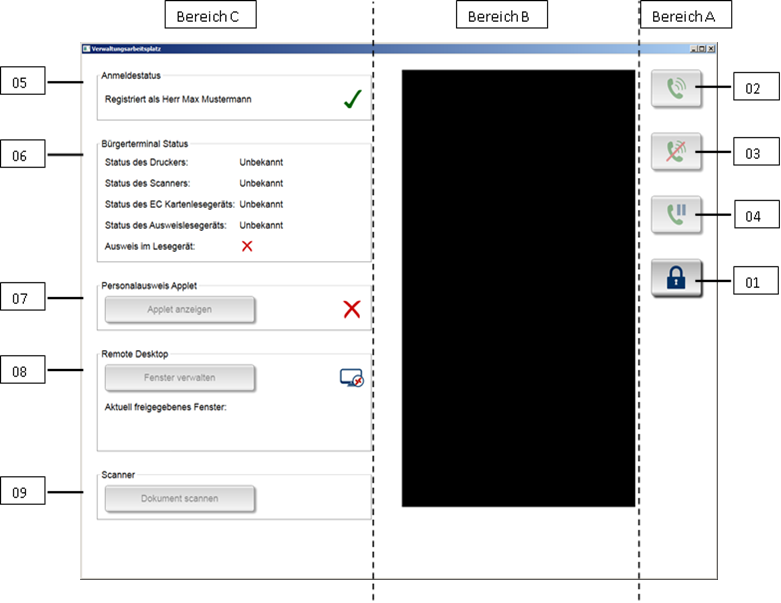 Bereich C
Bereich B
Bereich A
Verwaltungsarbeitsplatz
05
Anmeldestatus
Registriert als Herr Max Mustermann
02
06
Bürgerterminal Status
Status des Druckers: Unbekannt
Status des Scanners: Unbekannt
Status des EC Kartenlesegeräts: Unbekannt
Status des Ausweislesegeräts: Unbekannt
Ausweis im Lesegerät:
03
04
01
07
Personalausweis Applet
Applet anzeigen
08
Remote Desktop
Fenster verwalten
Aktuell freigegebenes Fenster:
09
Scanner
Dokument scannen